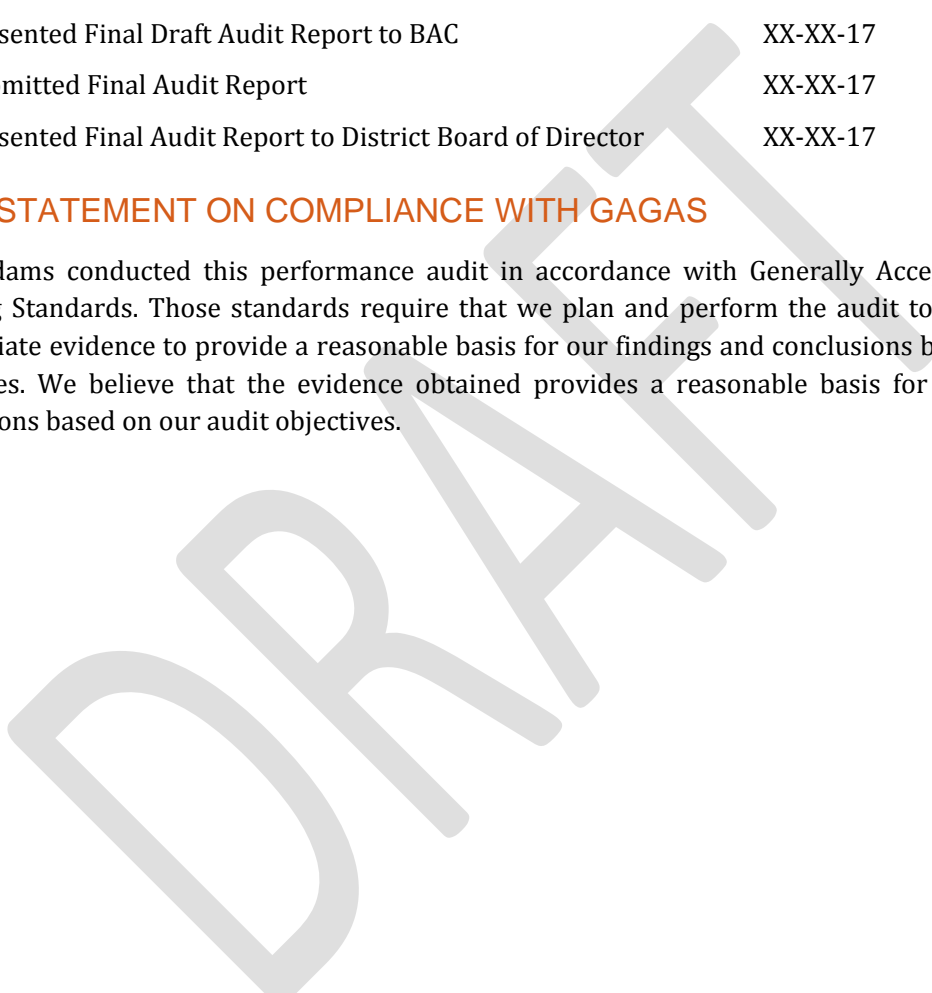 sented Final Draft Audit Report to BAC XX-XX-17
mitted Final Audit Report XX-XX-17
sented Final Audit Report to District Board of Director XX-XX-17
STATEMENT ON COMPLIANCE WITH GAGAS
dams conducted this performance audit in accordance with Generally Acce
g Standards. Those standards require that we plan and perform the audit to
iate evidence to provide a reasonable basis for our findings and conclusions b
es. We believe that the evidence obtained provides a reasonable basis for
ons based on our audit objectives.
DRAFT